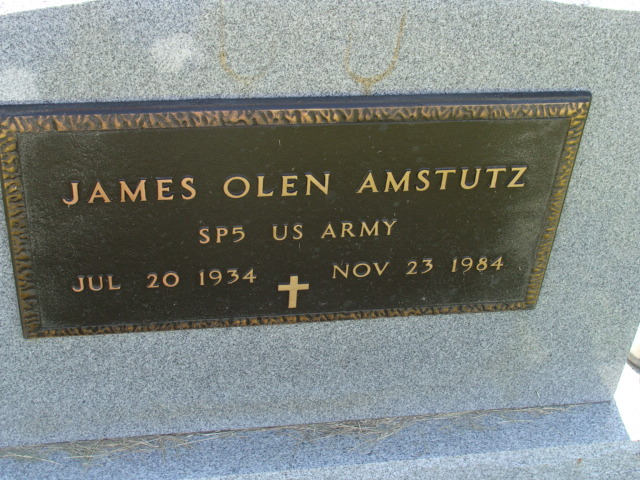 JAMES OLEN AMSTUTZ
SP5 US ARMY
JUL 20 1934 NOV 23 1984